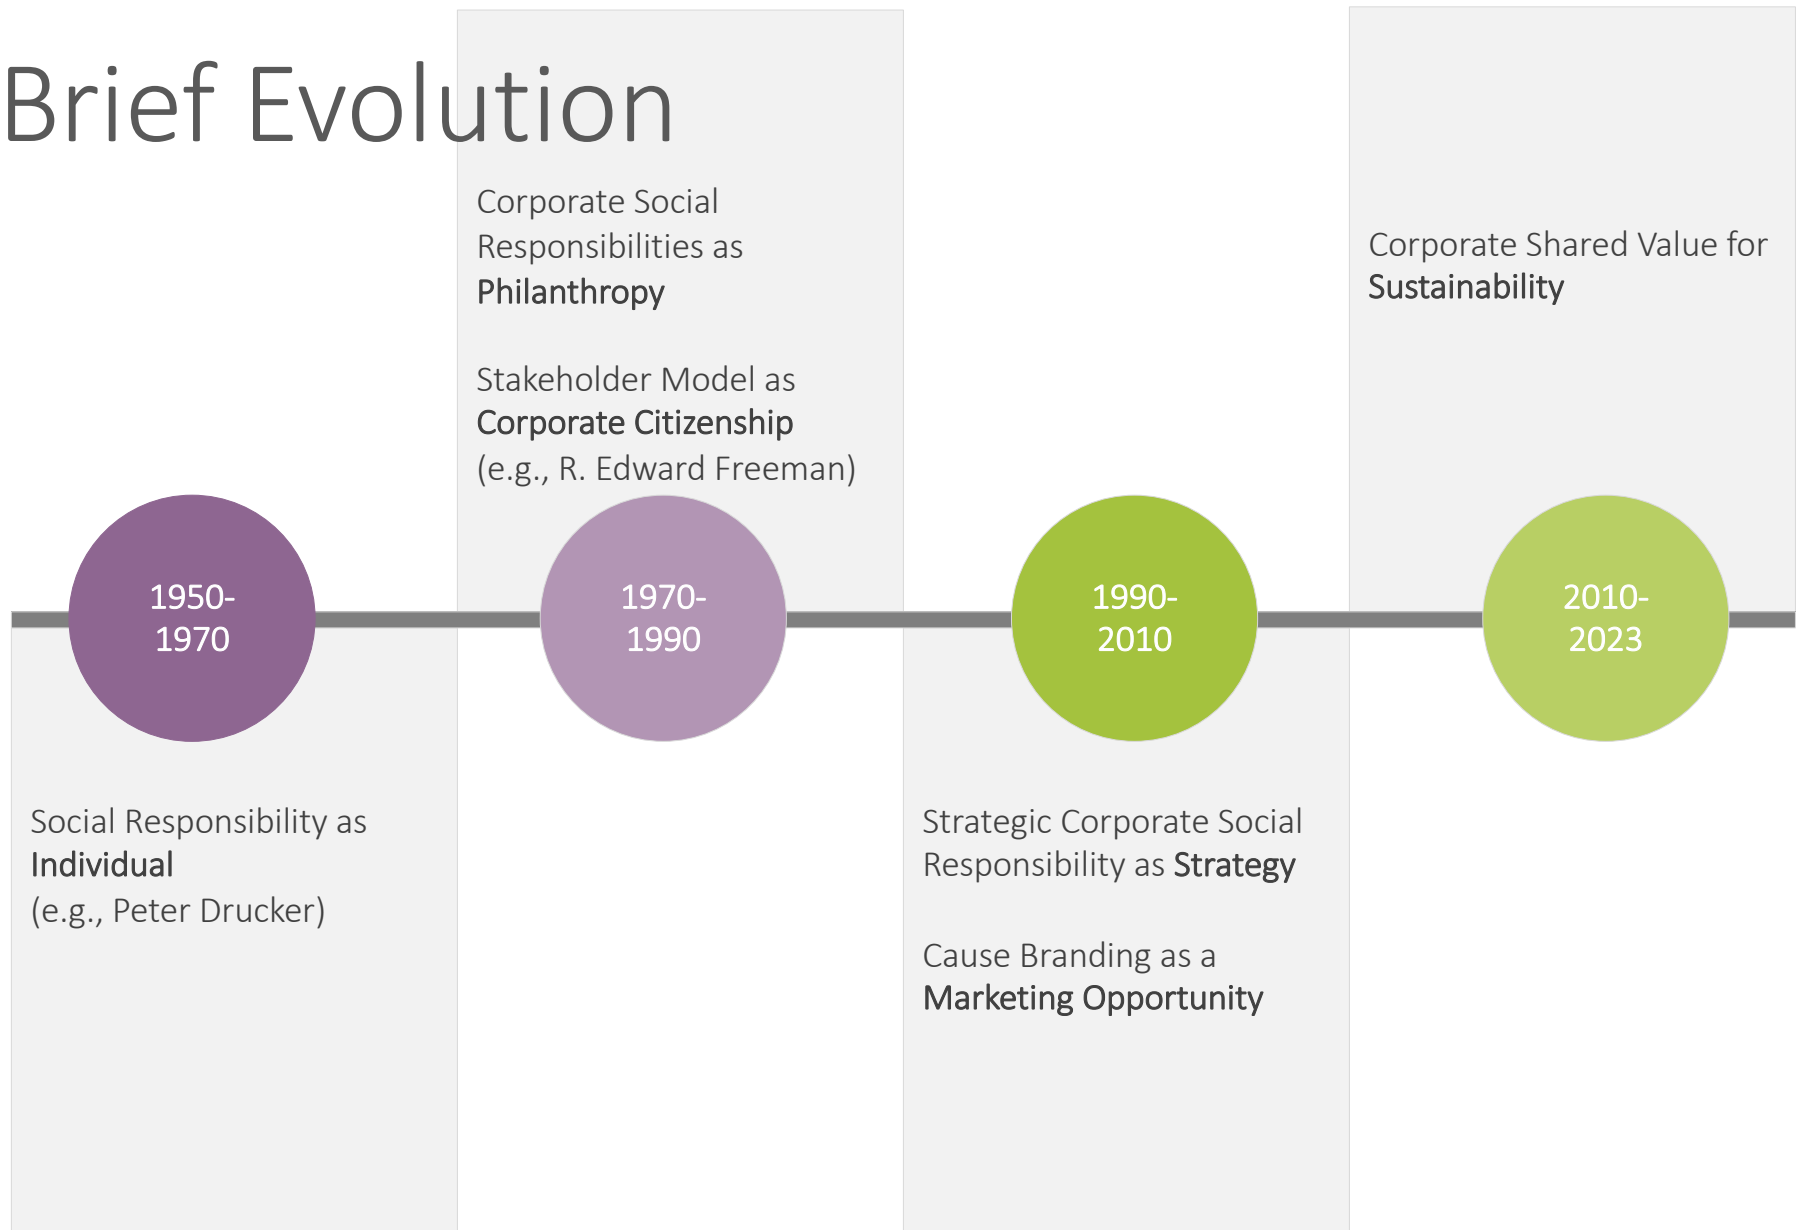 Brief Evolution
Corporate Social
Responsibilities as
Philanthropy
Stakeholder Model as
Corporate Citizenship
(e.g., R. Edward Freeman)
Corporate Shared Value for
Sustainability
1950-
1970
1970-
1990
1990-
2010
2010-
2023
Social Responsibility as
Individual
(e.g., Peter Drucker)
Strategic Corporate Social
Responsibility as Strategy
Cause Branding as a
Marketing Opportunity